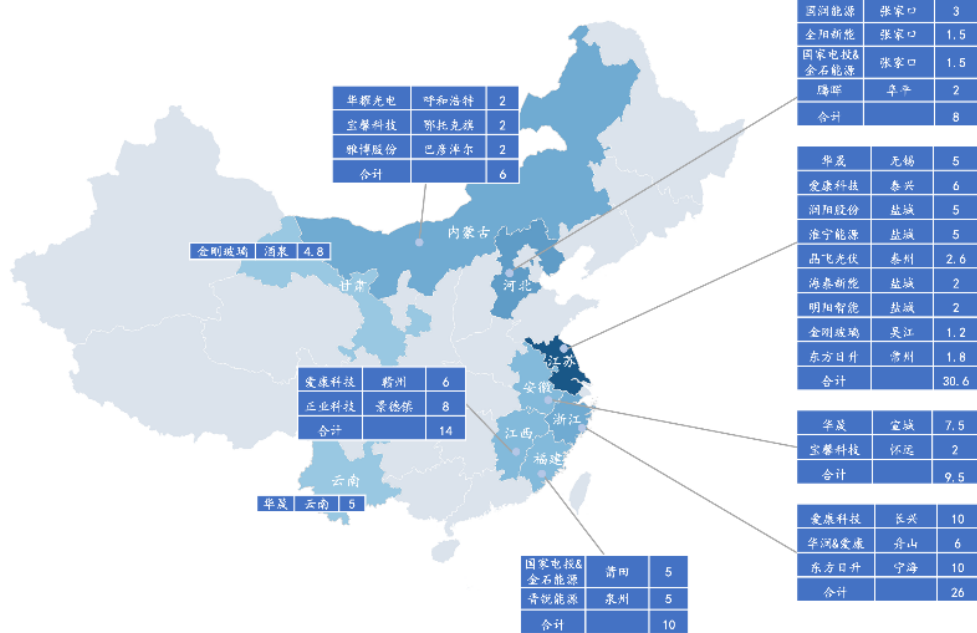 国润能源 张家口 3
金阳新能 张家口 1.5
国家电投&
金石能源 张家口 1.5
腾晖 阜平 2
合计 8
华耀光电 呼和浩特 2
宝馨科技 鄂托克旗 2
雅博股份 巴彦淖尔 2
合计 6
华晟 无锡 5
爱康科技 泰兴 6
润阳股份 盐城 5
淮宁能源 盐城 5
晶飞光伏 泰州 2.6
海泰新能 盐城 2
明阳智能 盐城 2
金刚玻璃 吴江 1.2
东方日升 常州 1.8
合计 30.6
内蒙古
金刚玻璃 酒泉 4.8
甘肃
河北
江苏
爱康科技 赣州 6
正业科技 景德镇 8
合计 14
安徽
浙江
江西
福建
华晟 宣城 7.5
宝馨科技 怀远 2
合计 9.5
云南
华晟 云南 5
爱康科技 长兴 10
华润&爱康 舟山 6
东方日升 宁海 10
合计 26
国家电投&
金石能源 莆田 5
晋锐能源 泉州 5
合计 10